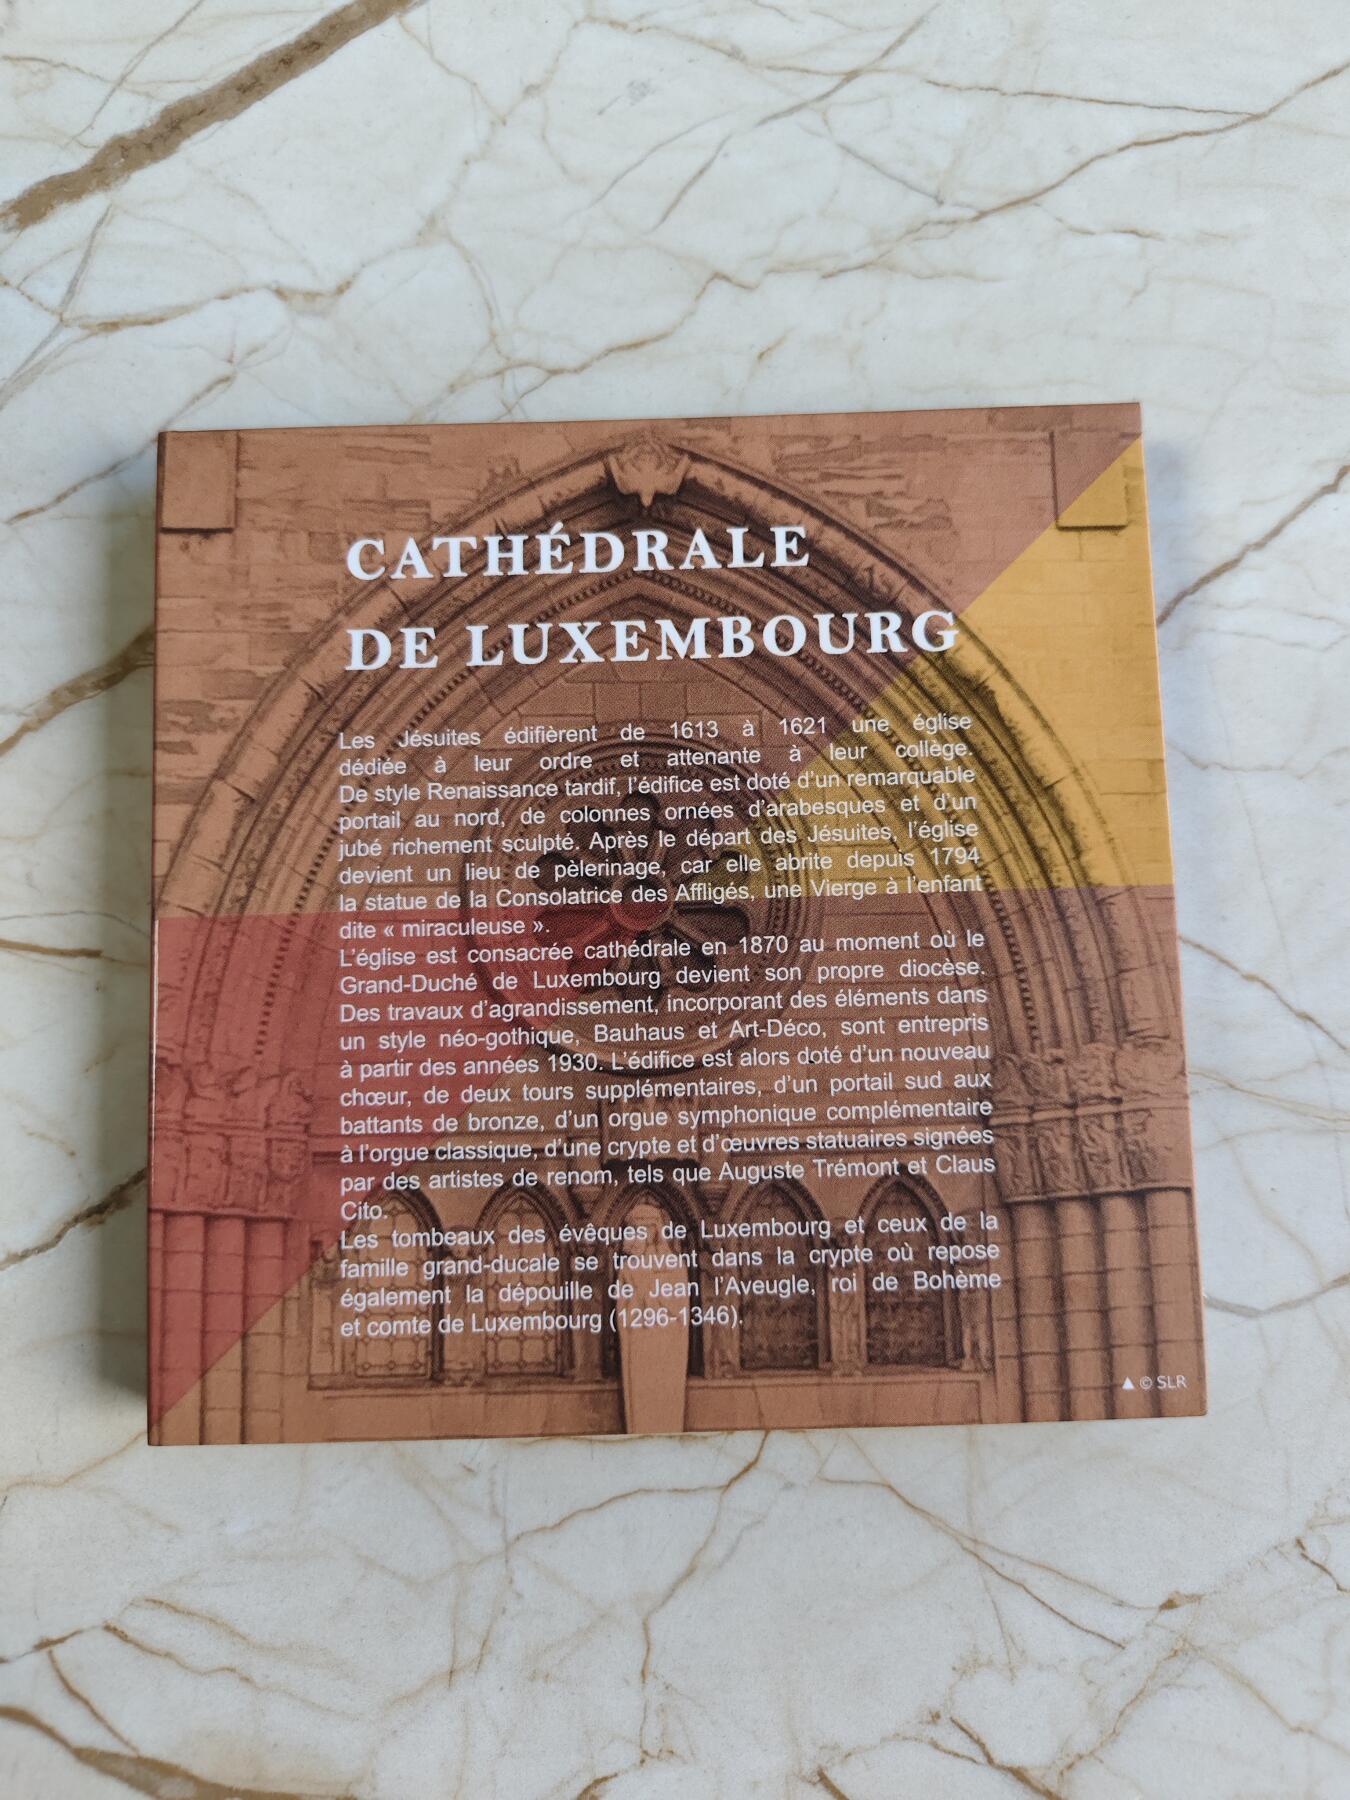 CATHÉDRALE
DE LUXEMBOURG
Les Jésuites édifièrent de 1613 à 1621 une église
dédiée à leur ordre et attenante à leur collège.
De style Renaissance tardif, l'édifice est doté d'un remarquable
portail au nord, de colonnes ornées d'arabesques et d'un
jubé richement sculpté. Après le départ des Jésuites, l'église
devient un lieu de pèlerinage, car elle abrite depuis 1794
la statue de la Consolatrice des Affligés, une Vierge à l'enfant
dite « miraculeuse ».
L'église est consacrée cathédrale en 1870 au moment où le
Grand-Duché de Luxembourg devient son propre diocèse.
Des travaux d'agrandissement, incorporant des éléments dans
un style néo-gothique, Bauhaus et Art-Déco, sont entrepris
à partir des années 1930. L'édifice est alors doté d'un nouveau
chœur, de deux tours supplémentaires, d'un portail sud aux
battants de bronze, d'un orgue symphonique complémentaire
à l'orgue classique, d'une crypte et d'œuvres statuaires signées
par des artistes de renom, tels que Auguste Trémont et Claus
Cito.
Les tombeaux des évêques de Luxembourg et ceux de la
famille grand-ducale se trouvent dans la crypte où repose
également la dépouille de Jean l'Aveugle, roi de Bohème
et comte de Luxembourg (1296-1346).
▲ © SLR